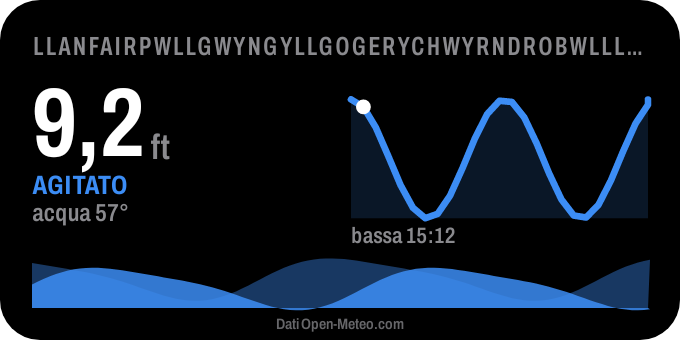 LLANFAIRPWLLGWYNGYLLGOGERYCHWYRNDROBWLLL...
9,2 ft
AGITATO
acqua 57°
bassa 15:12
Dati Open-Meteo.com